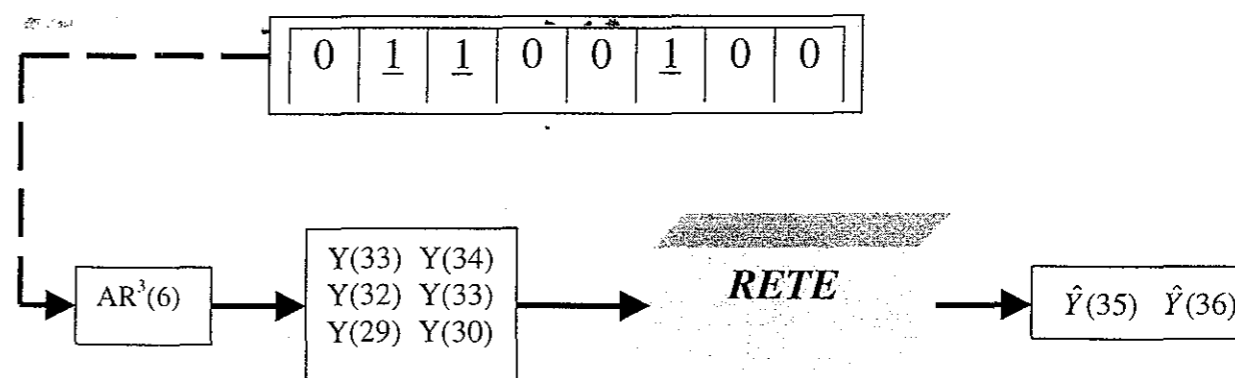 0 1 1 0 0 1 0 0
AR³(6)
Y(33) Y(34)
Y(32) Y(33)
Y(29) Y(30)
RETE
Ŷ(35) Ŷ(36)